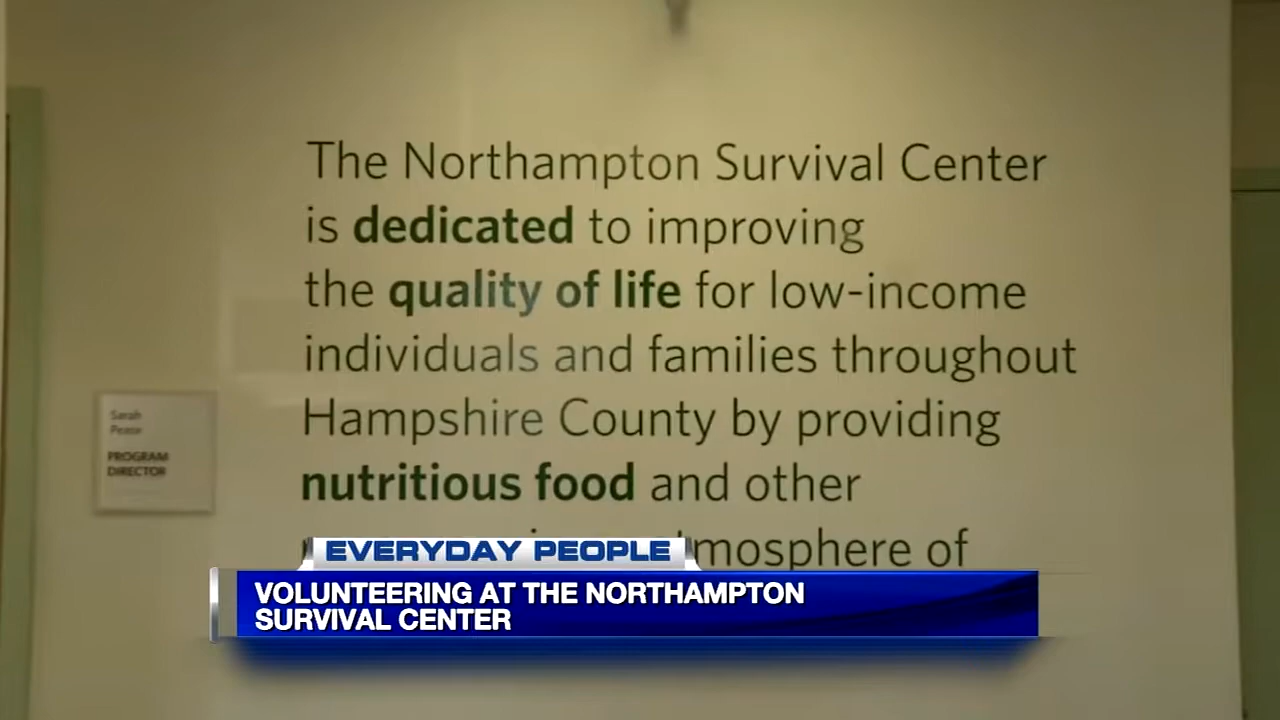 The Northampton Survival Center
is dedicated to improving
the quality of life for low-income
individuals and families throughout
Hampshire County by providing
nutritious food and other
atmosphere of
Sarah
Pease
PROGRAM
DIRECTOR
EVERYDAY PEOPLE
VOLUNTEERING AT THE NORTHAMPTON
SURVIVAL CENTER